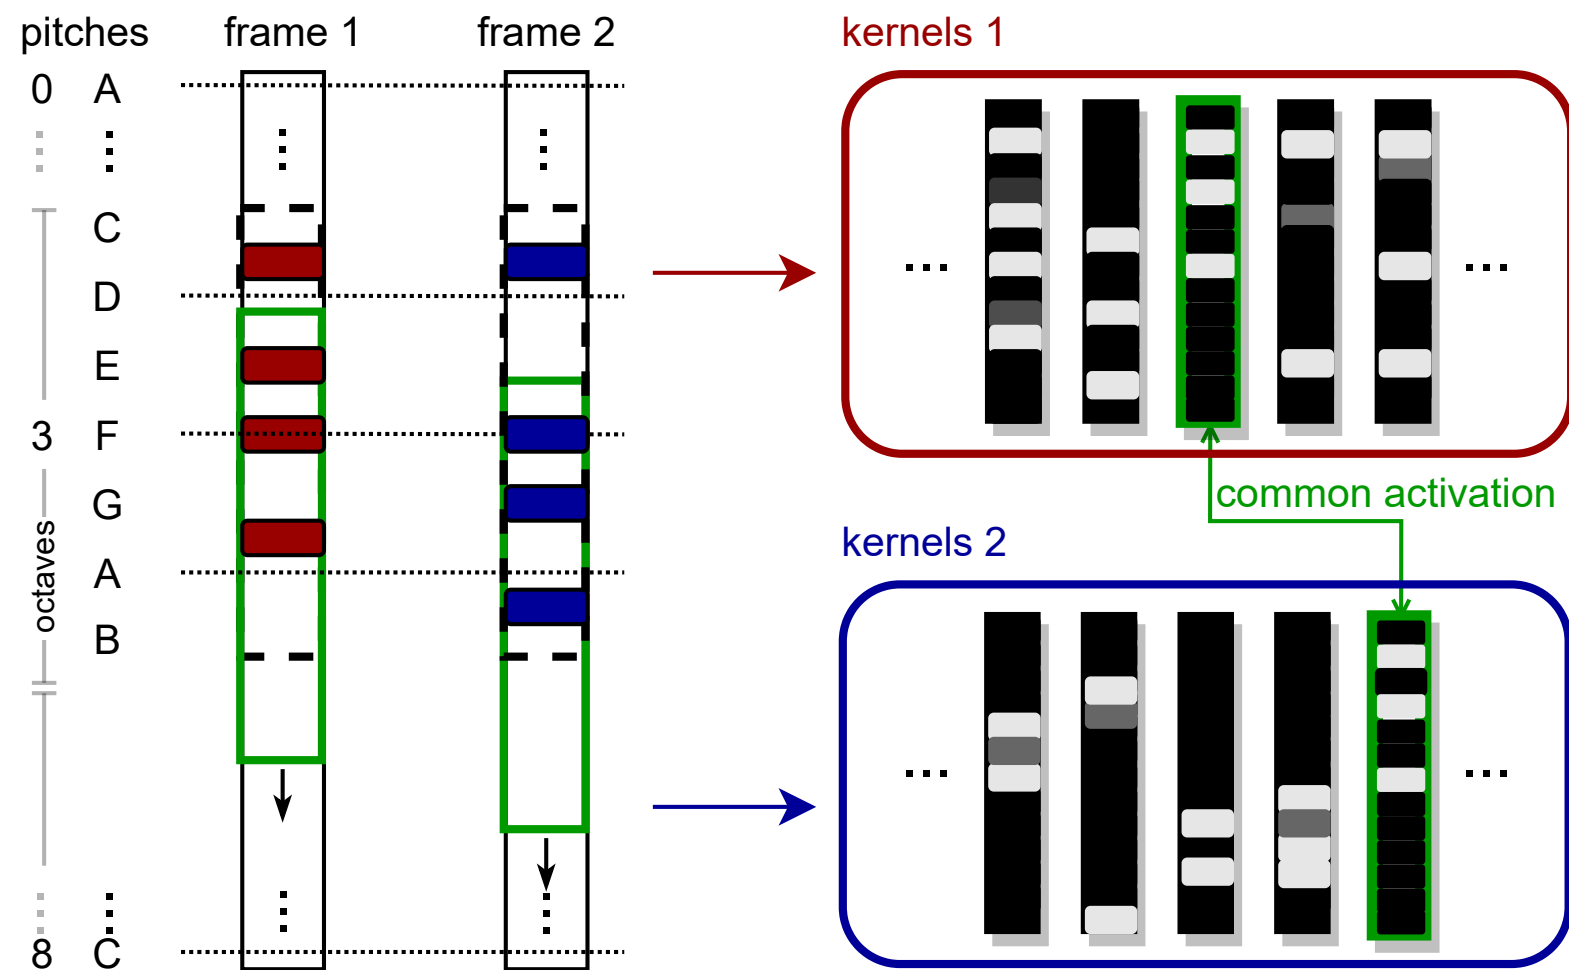 pitches frame 1 frame 2 kernels 1
0 A
C
D
E
3 F
G
octaves
A
B
8 C
common activation
kernels 2